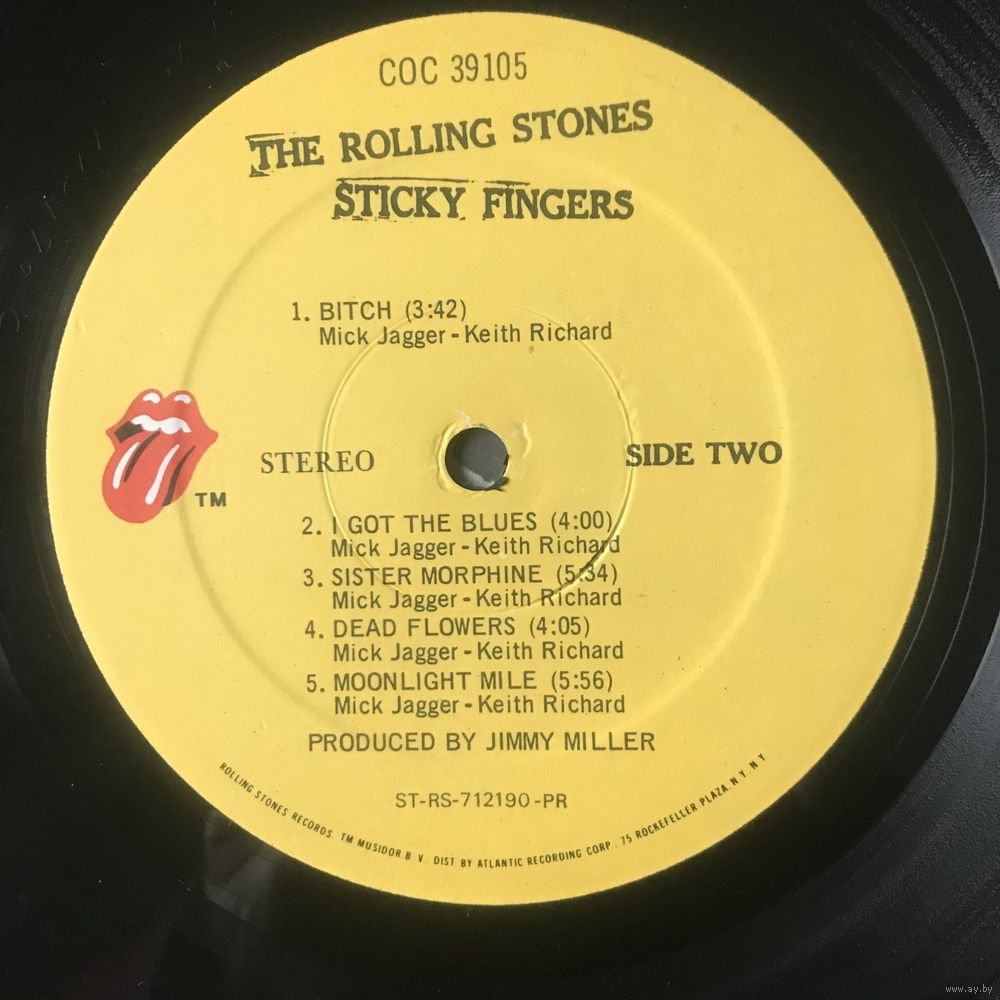 COC 39105
THE ROLLING STONES
STICKY FINGERS
1. BITCH (3:42)
Mick Jagger - Keith Richard
STEREO
SIDE TWO
TM
2. I GOT THE BLUES (4:00)
Mick Jagger - Keith Richard
3. SISTER MORPHINE (5:34)
Mick Jagger - Keith Richard
4. DEAD FLOWERS (4:05)
Mick Jagger - Keith Richard
5. MOONLIGHT MILE (5:56)
Mick Jagger - Keith Richard
PRODUCED BY JIMMY MILLER
ST-RS-712190-PR
ROLLING STONES RECORDS. TM MUSIDOR B. V. DIST BY ATLANTIC RECORDING CORP., 75 ROCKEFELLER PLAZA, N.Y. N.Y.
www.ay.by